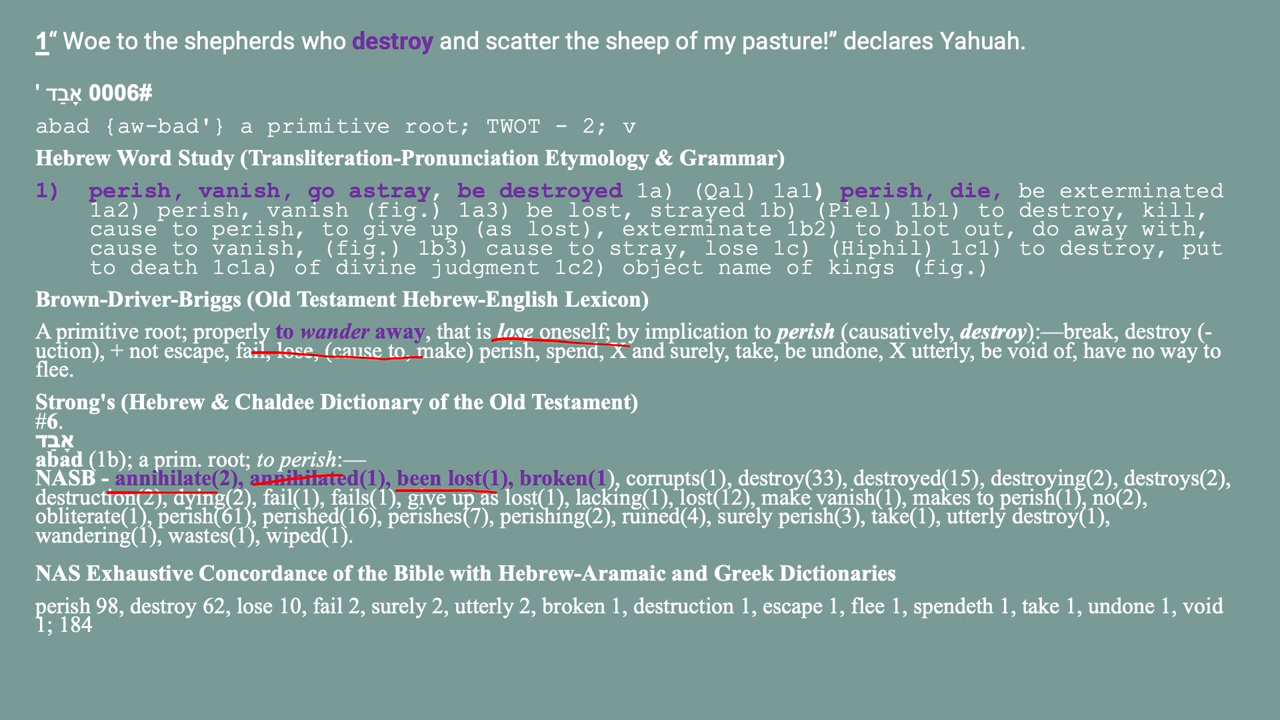 1“ Woe to the shepherds who destroy and scatter the sheep of my pasture!” declares Yahuah.
' אָבַד 0006#
abad {aw-bad'} a primitive root; TWOT - 2; v
Hebrew Word Study (Transliteration-Pronunciation Etymology & Grammar)
1) perish, vanish, go astray, be destroyed 1a) (Qal) 1a1) perish, die, be exterminated
1a2) perish, vanish (fig.) 1a3) be lost, strayed 1b) (Piel) 1b1) to destroy, kill,
cause to perish, to give up (as lost), exterminate 1b2) to blot out, do away with,
cause to vanish, (fig.) 1b3) cause to stray, lose 1c) (Hiphil) 1c1) to destroy, put
to death 1c1a) of divine judgment 1c2) object name of kings (fig.)
Brown-Driver-Briggs (Old Testament Hebrew-English Lexicon)
A primitive root; properly to wander away, that is lose oneself; by implication to perish (causatively, destroy):—break, destroy (-
uction), + not escape, fail, lose, (cause to, make) perish, spend, X and surely, take, be undone, X utterly, be void of, have no way to
flee.
Strong's (Hebrew & Chaldee Dictionary of the Old Testament)
#6.
אָבַד
abad (1b); a prim. root; to perish:—
NASB - annihilate(2), annihilated(1), been lost(1), broken(1), corrupts(1), destroy(33), destroyed(15), destroying(2), destroys(2),
destruction(2), dying(2), fail(1), fails(1), give up as lost(1), lacking(1), lost(12), make vanish(1), makes to perish(1), no(2),
obliterate(1), perish(61), perished(16), perishes(7), perishing(2), ruined(4), surely perish(3), take(1), utterly destroy(1),
wandering(1), wastes(1), wiped(1).
NAS Exhaustive Concordance of the Bible with Hebrew-Aramaic and Greek Dictionaries
perish 98, destroy 62, lose 10, fail 2, surely 2, utterly 2, broken 1, destruction 1, escape 1, flee 1, spendeth 1, take 1, undone 1, void
1; 184